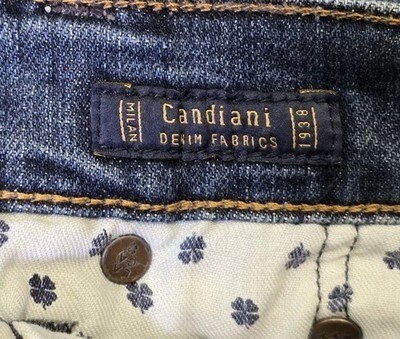 MILAN
Candiani
DENIM FABRICS
1938